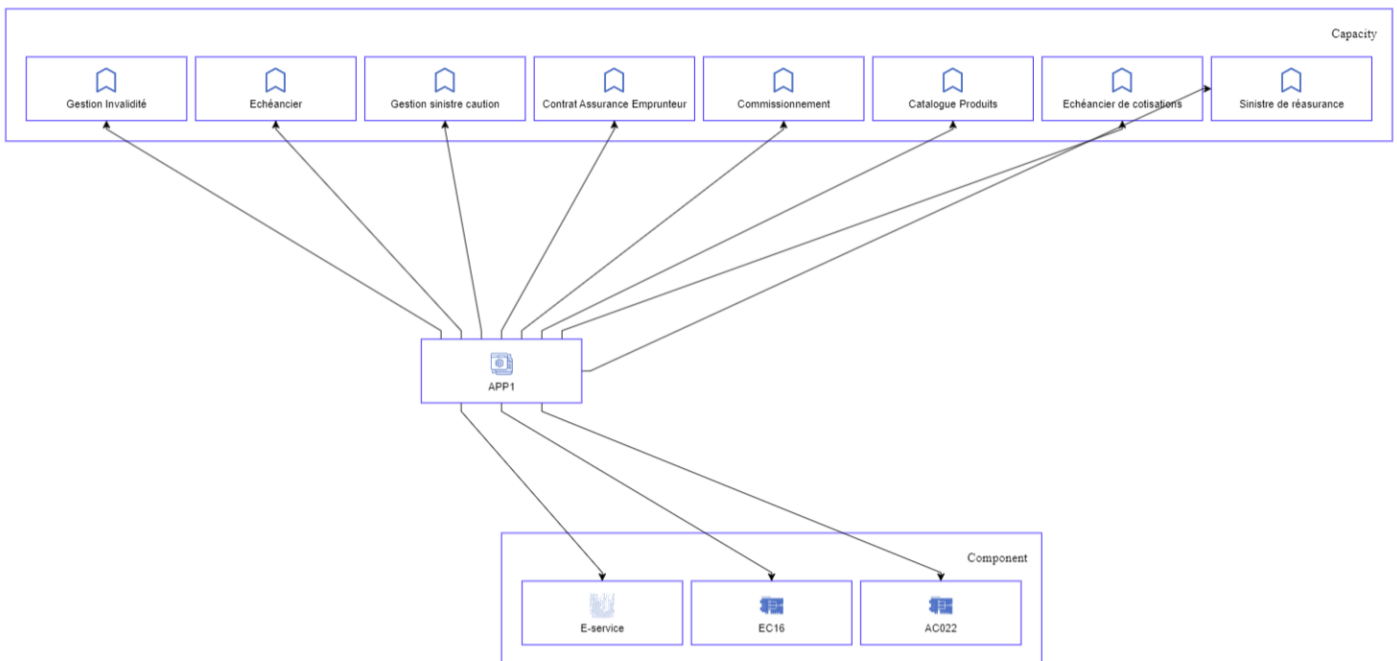 Capacity
Gestion Invalidité
Echéancier
Gestion sinistre caution
Contrat Assurance Emprunteur
Commissionnement
Catalogue Produits
Echéancier de cotisations
Sinistre de réasurance
APP1
Component
E-service
EC16
AC022